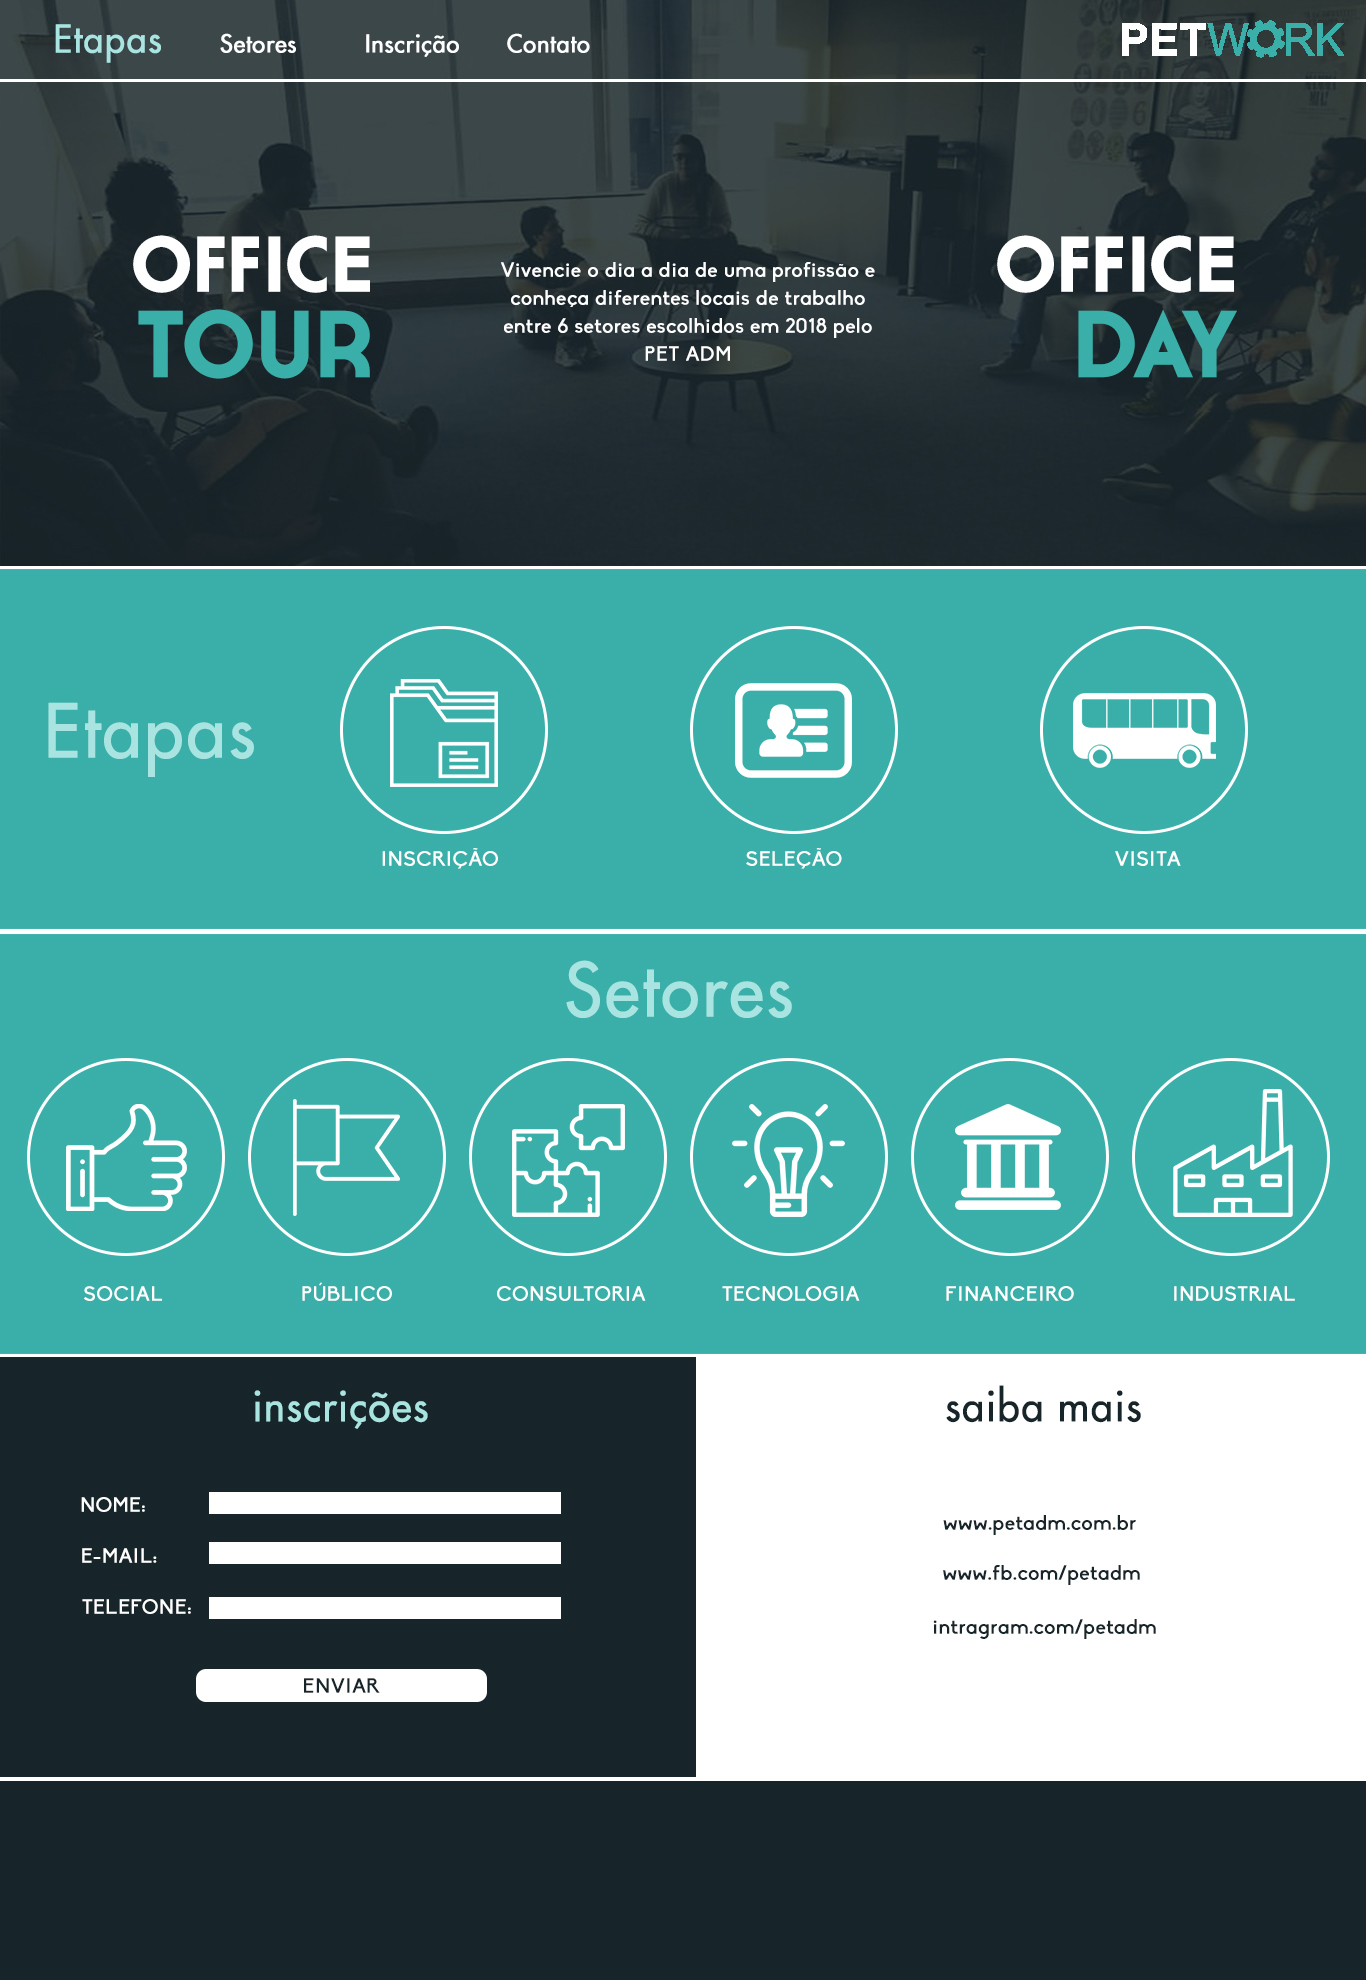 Etapas Setores Inscrição Contato PETWORK
OFFICE
TOUR
Vivencie o dia a dia de uma profissão e
conheça diferentes locais de trabalho
entre 6 setores escolhidos em 2018 pelo
PET ADM
OFFICE
DAY
Etapas
INSCRIÇÃO SELEÇÃO VISITA
Setores
SOCIAL PÚBLICO CONSULTORIA TECNOLOGIA FINANCEIRO INDUSTRIAL
inscrições
NOME:
E-MAIL:
TELEFONE:
ENVIAR
saiba mais
www.petadm.com.br
www.fb.com/petadm
intragram.com/petadm